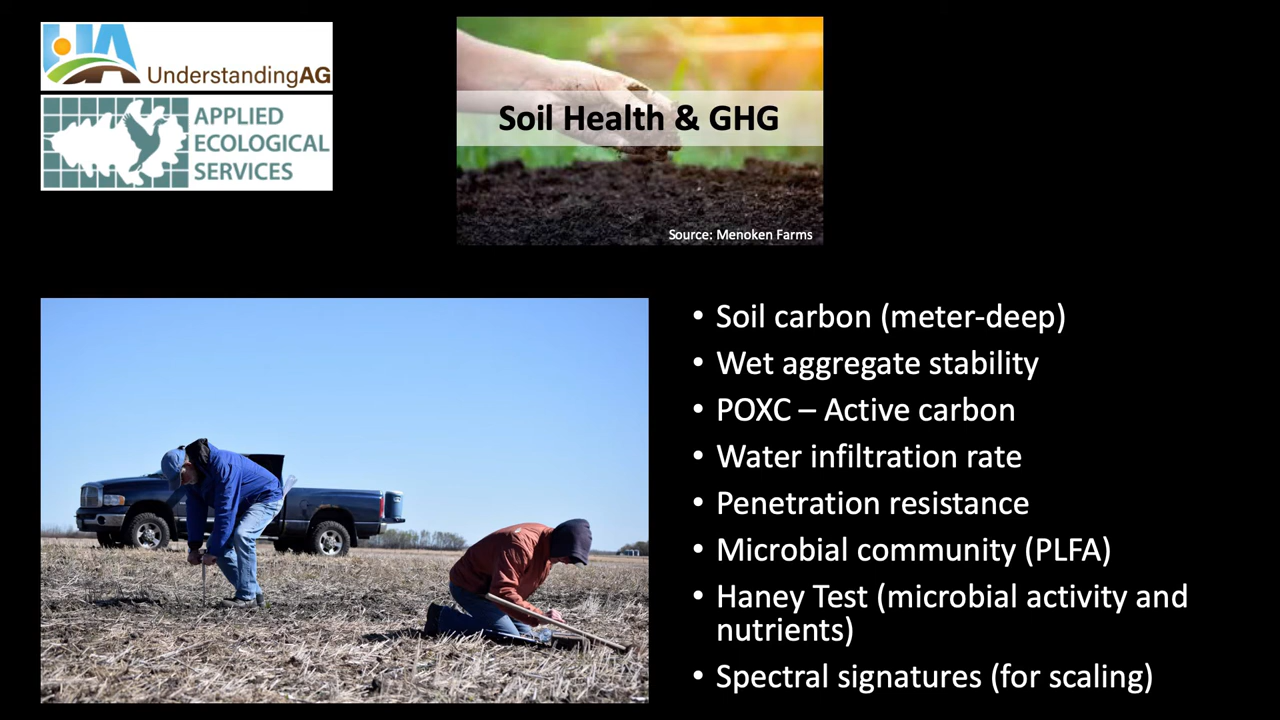 UnderstandingAG
APPLIED
ECOLOGICAL
SERVICES
Soil Health & GHG
Source: Menoken Farms
• Soil carbon (meter-deep)
• Wet aggregate stability
• POXC – Active carbon
• Water infiltration rate
• Penetration resistance
• Microbial community (PLFA)
• Haney Test (microbial activity and
nutrients)
• Spectral signatures (for scaling)